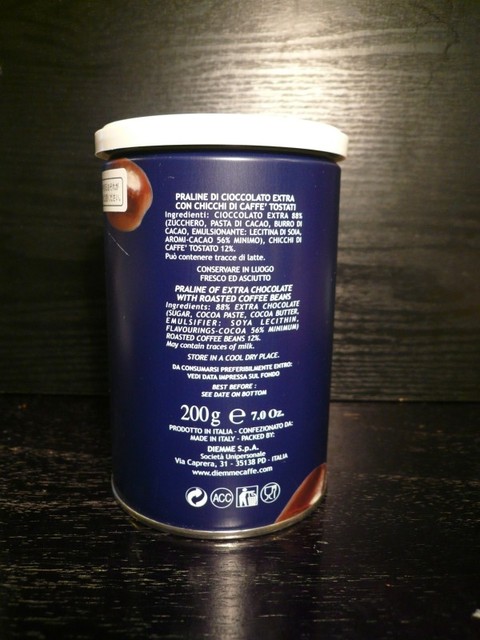 PRALINE DI CIOCCOLATO EXTRA
CON CHICCHI DI CAFFE' TOSTATI
Ingredienti: CIOCCOLATO EXTRA 88%
(ZUCCHERO, PASTA DI CACAO, BURRO DI
CACAO, EMULSIONANTE: LECITINA DI SOIA,
AROMI-CACAO 56% MINIMO), CHICCHI DI
CAFFE' TOSTATO 12%.
Può contenere tracce di latte.
CONSERVARE IN LUOGO
FRESCO ED ASCIUTTO
PRALINE OF EXTRA CHOCOLATE
WITH ROASTED COFFEE BEANS
Ingredients: 88% EXTRA CHOCOLATE
(SUGAR, COCOA PASTE, COCOA BUTTER,
EMULSIFIER: SOYA LECITHIN,
FLAVOURINGS-COCOA 56% MINIMUM)
ROASTED COFFEE BEANS 12%.
May contain traces of milk.
STORE IN A COOL DRY PLACE.
DA CONSUMARSI PREFERIBILMENTE ENTRO:
VEDI DATA IMPRESSA SUL FONDO
BEST BEFORE :
SEE DATE ON BOTTOM
200g e 7.0 Oz.
PRODOTTO IN ITALIA - CONFEZIONATO DA:
MADE IN ITALY - PACKED BY:
DIEMME S.p.A.
Società Unipersonale
Via Caprera, 31 - 35138 PD - ITALIA
www.diemmecaffe.com
ACC